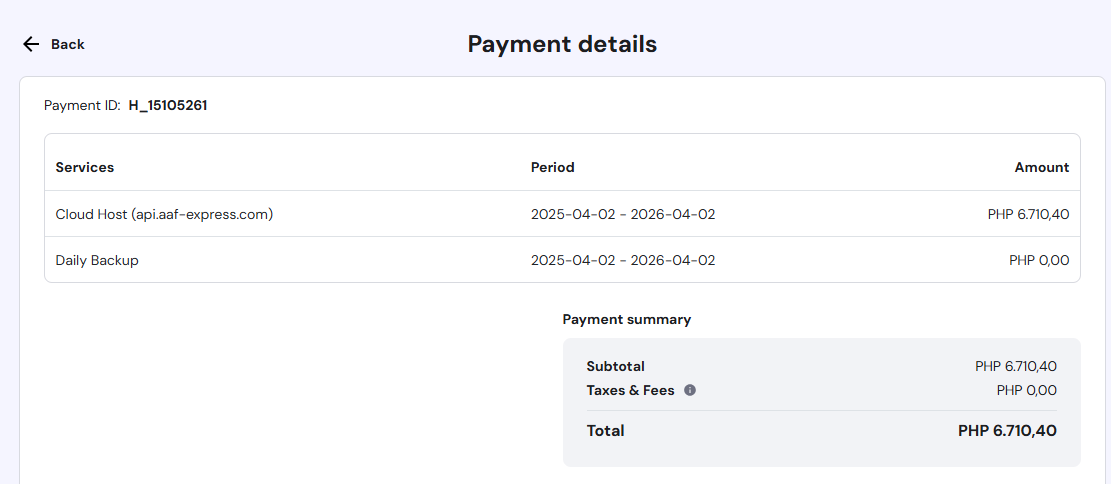 Back
Payment details
Payment ID: H_15105261
Services Period Amount
Cloud Host (api.aaf-express.com) 2025-04-02 - 2026-04-02 PHP 6.710,40
Daily Backup 2025-04-02 - 2026-04-02 PHP 0,00
Payment summary
Subtotal PHP 6.710,40
Taxes & Fees PHP 0,00
Total PHP 6.710,40